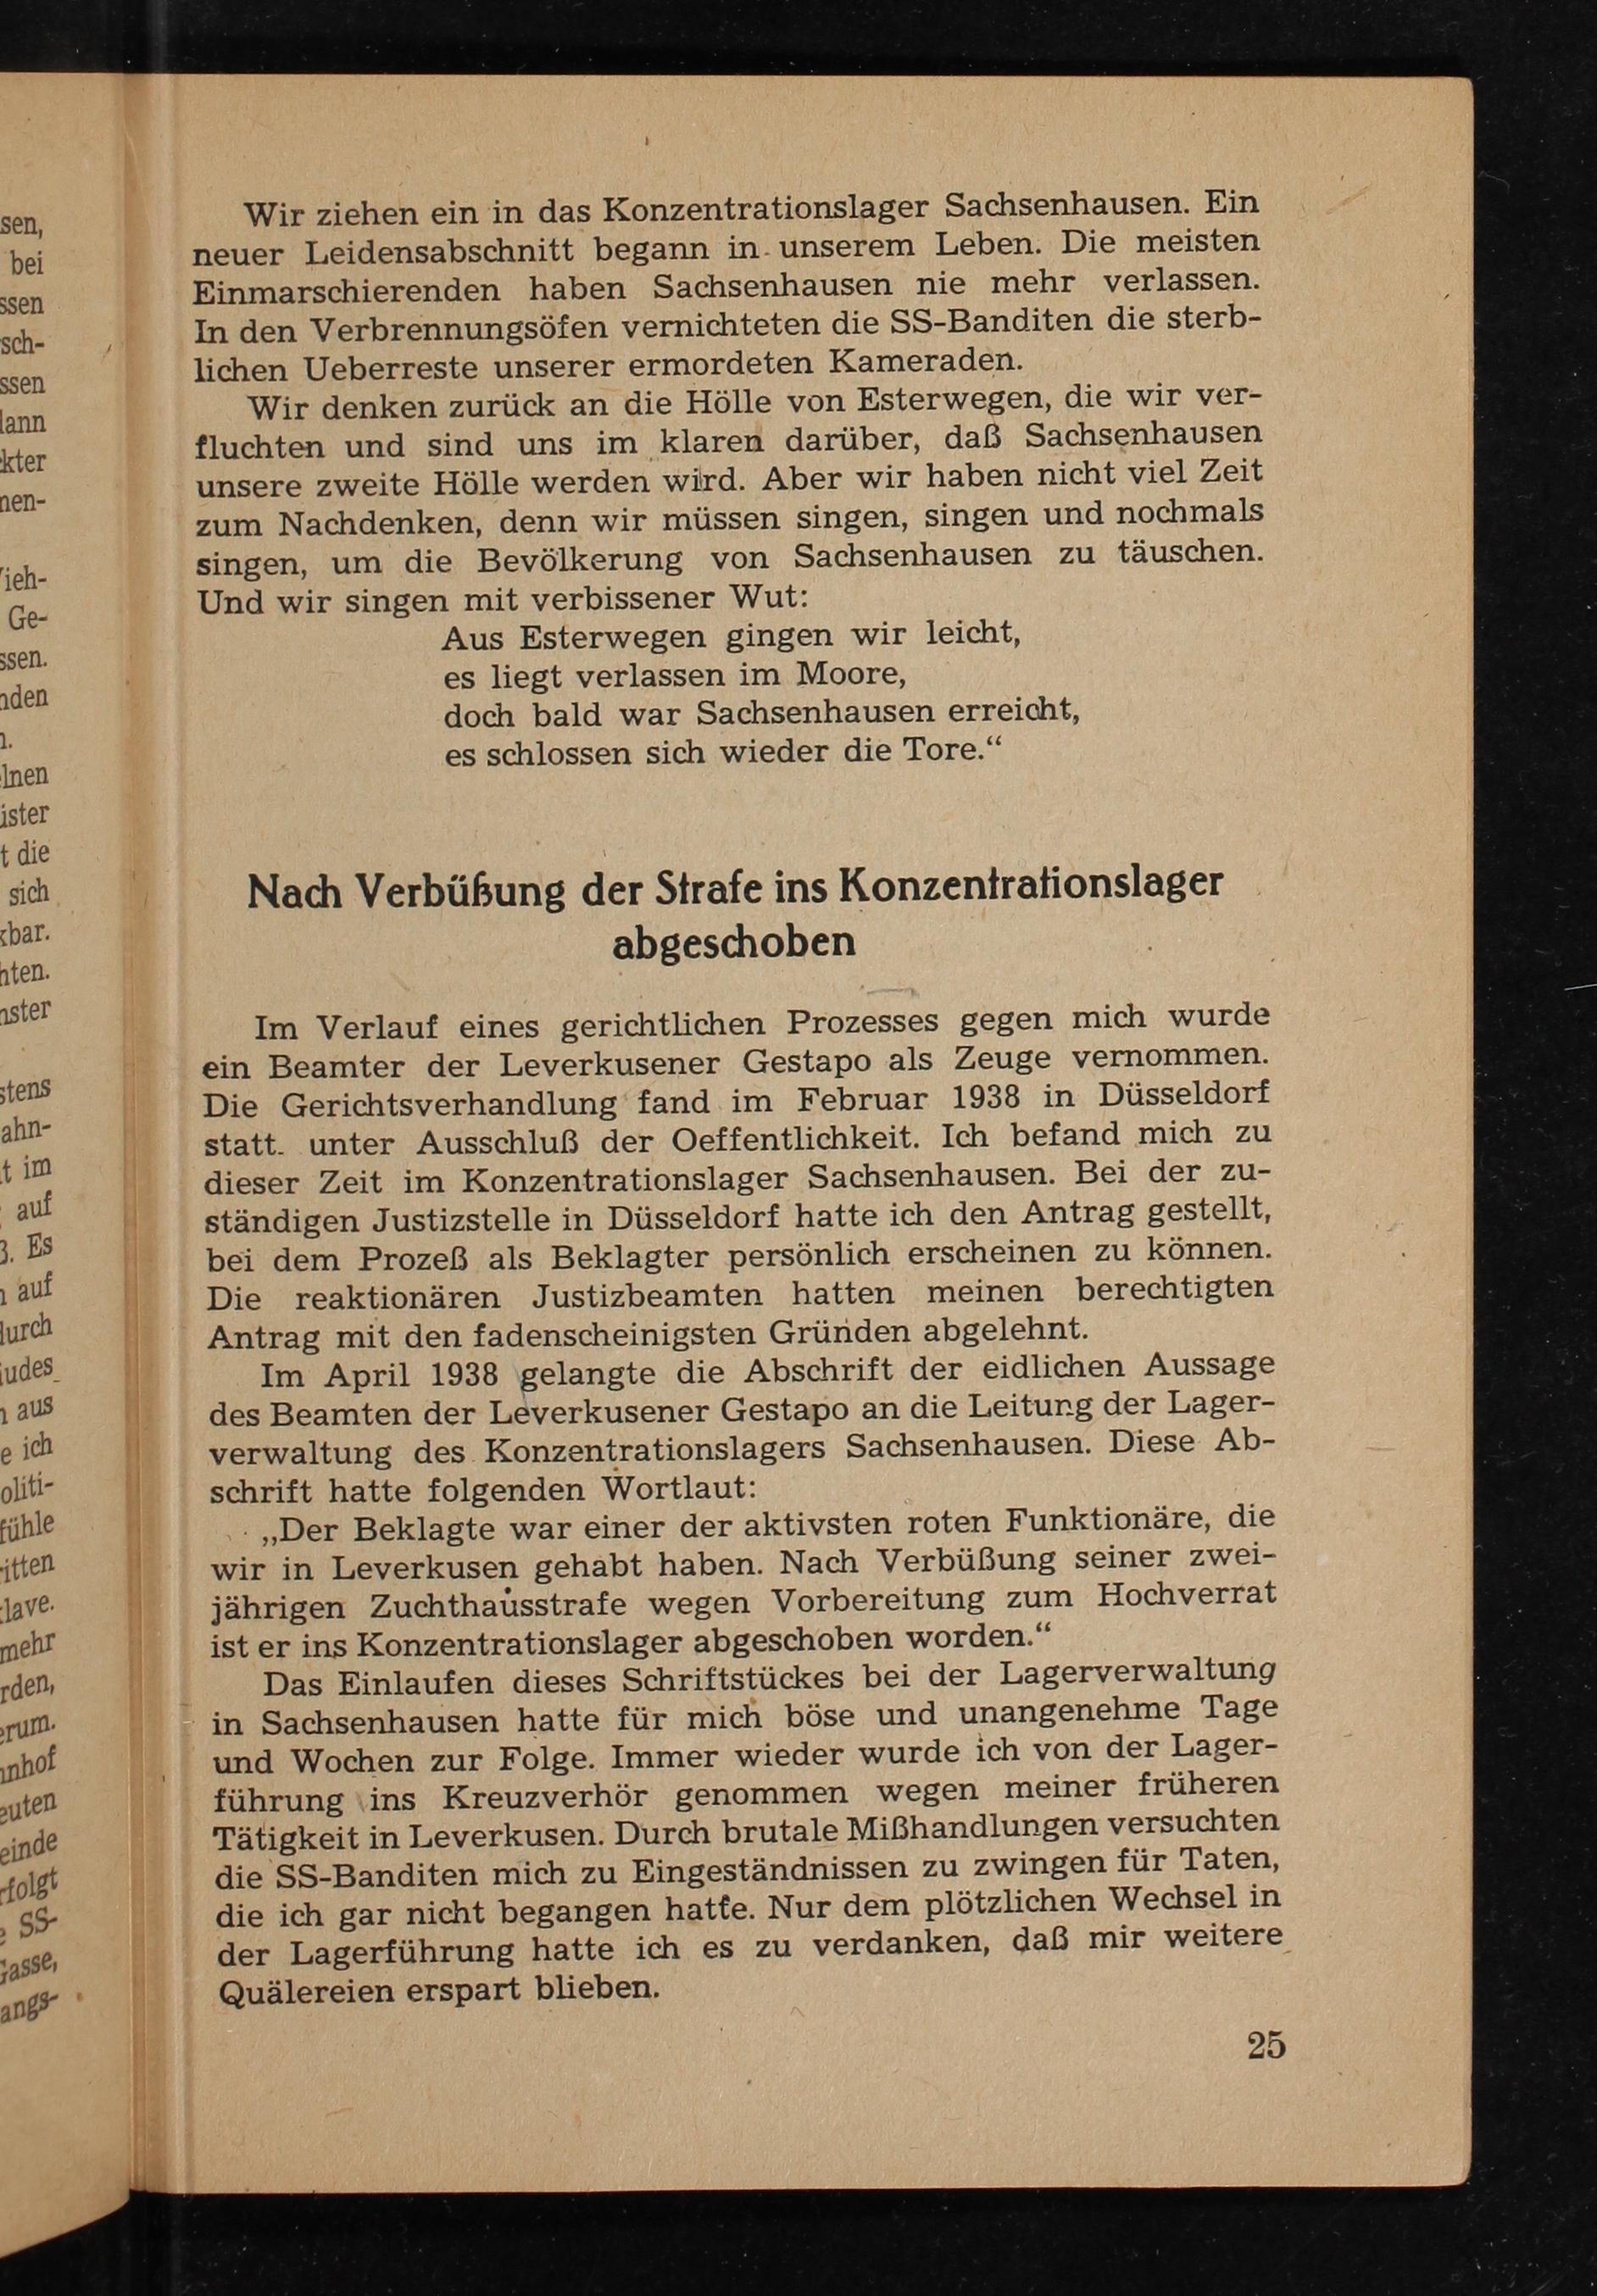 Wir ziehen ein in das Konzentrationslager Sachsenhausen. Ein
neuer Leidensabschnitt begann in unserem Leben. Die meisten
Einmarschierenden haben Sachsenhausen nie mehr verlassen.
In den Verbrennungsöfen vernichteten die SS-Banditen die sterb-
lichen Ueberreste unserer ermordeten Kameraden.
Wir denken zurück an die Hölle von Esterwegen, die wir ver-
fluchten und sind uns im klaren darüber, daß Sachsenhausen
unsere zweite Hölle werden wird. Aber wir haben nicht viel Zeit
zum Nachdenken, denn wir müssen singen, singen und nochmals
singen, um die Bevölkerung von Sachsenhausen zu täuschen.
Und wir singen mit verbissener Wut:
Aus Esterwegen gingen wir leicht,
es liegt verlassen im Moore,
doch bald war Sachsenhausen erreicht,
es schlossen sich wieder die Tore.“
Nach Verbüßung der Strafe ins Konzentrationslager
abgeschoben
Im Verlauf eines gerichtlichen Prozesses gegen mich wurde
ein Beamter der Leverkusener Gestapo als Zeuge vernommen.
Die Gerichtsverhandlung fand im Februar 1938 in Düsseldorf
statt. unter Ausschluß der Oeffentlichkeit. Ich befand mich zu
dieser Zeit im Konzentrationslager Sachsenhausen. Bei der zu-
ständigen Justizstelle in Düsseldorf hatte ich den Antrag gestellt,
bei dem Prozeß als Beklagter persönlich erscheinen zu können.
Die reaktionären Justizbeamten hatten meinen berechtigten
Antrag mit den fadenscheinigsten Gründen abgelehnt.
Im April 1938 gelangte die Abschrift der eidlichen Aussage
des Beamten der Leverkusener Gestapo an die Leitung der Lager-
verwaltung des Konzentrationslagers Sachsenhausen. Diese Ab-
schrift hatte folgenden Wortlaut:
„Der Beklagte war einer der aktivsten roten Funktionäre, die
wir in Leverkusen gehabt haben. Nach Verbüßung seiner zwei-
jährigen Zuchthausstrafe wegen Vorbereitung zum Hochverrat
ist er ins Konzentrationslager abgeschoben worden.“
Das Einlaufen dieses Schriftstückes bei der Lagerverwaltung
in Sachsenhausen hatte für mich böse und unangenehme Tage
und Wochen zur Folge. Immer wieder wurde ich von der Lager-
führung ins Kreuzverhör genommen wegen meiner früheren
Tätigkeit in Leverkusen. Durch brutale Mißhandlungen versuchten
die SS-Banditen mich zu Eingeständnissen zu zwingen für Taten,
die ich gar nicht begangen hatte. Nur dem plötzlichen Wechsel in
der Lagerführung hatte ich es zu verdanken, daß mir weitere
Quälereien erspart blieben.
25